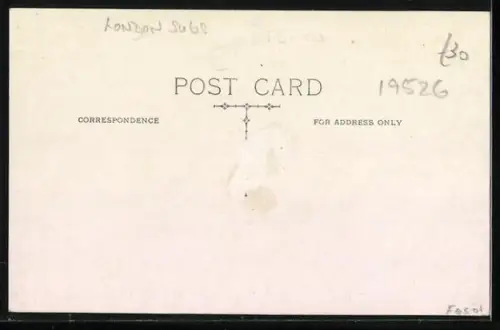 London Subs
£30
POST CARD
19526
CORRESPONDENCE
FOR ADDRESS ONLY